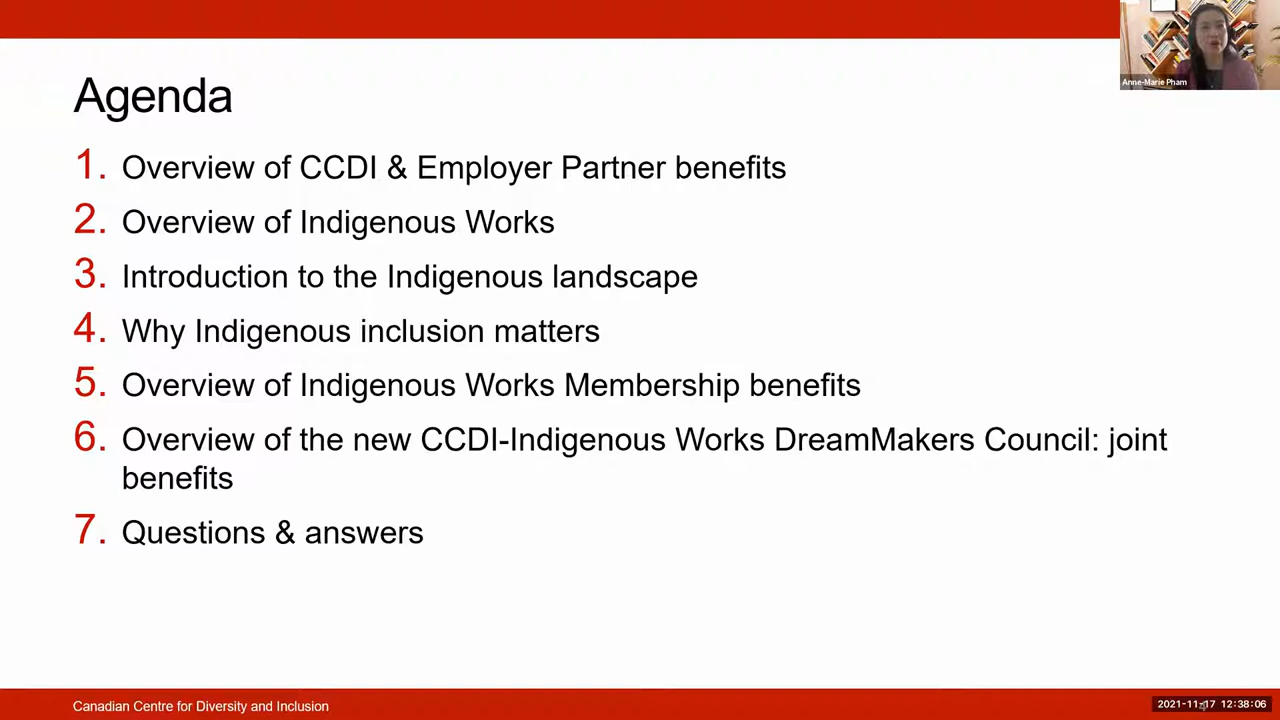 Anne-Marie Pham
Agenda
1. Overview of CCDI & Employer Partner benefits
2. Overview of Indigenous Works
3. Introduction to the Indigenous landscape
4. Why Indigenous inclusion matters
5. Overview of Indigenous Works Membership benefits
6. Overview of the new CCDI-Indigenous Works DreamMakers Council: joint
benefits
7. Questions & answers
Canadian Centre for Diversity and Inclusion
2021-11-17 12:38:06